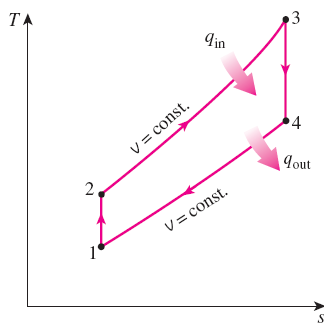 T
3
q_in
v = const.
4
q_out
2
v = const.
1
s